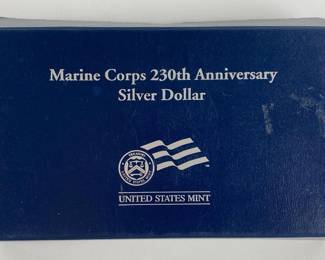 Marine Corps 230th Anniversary
Silver Dollar
UNITED STATES MINT